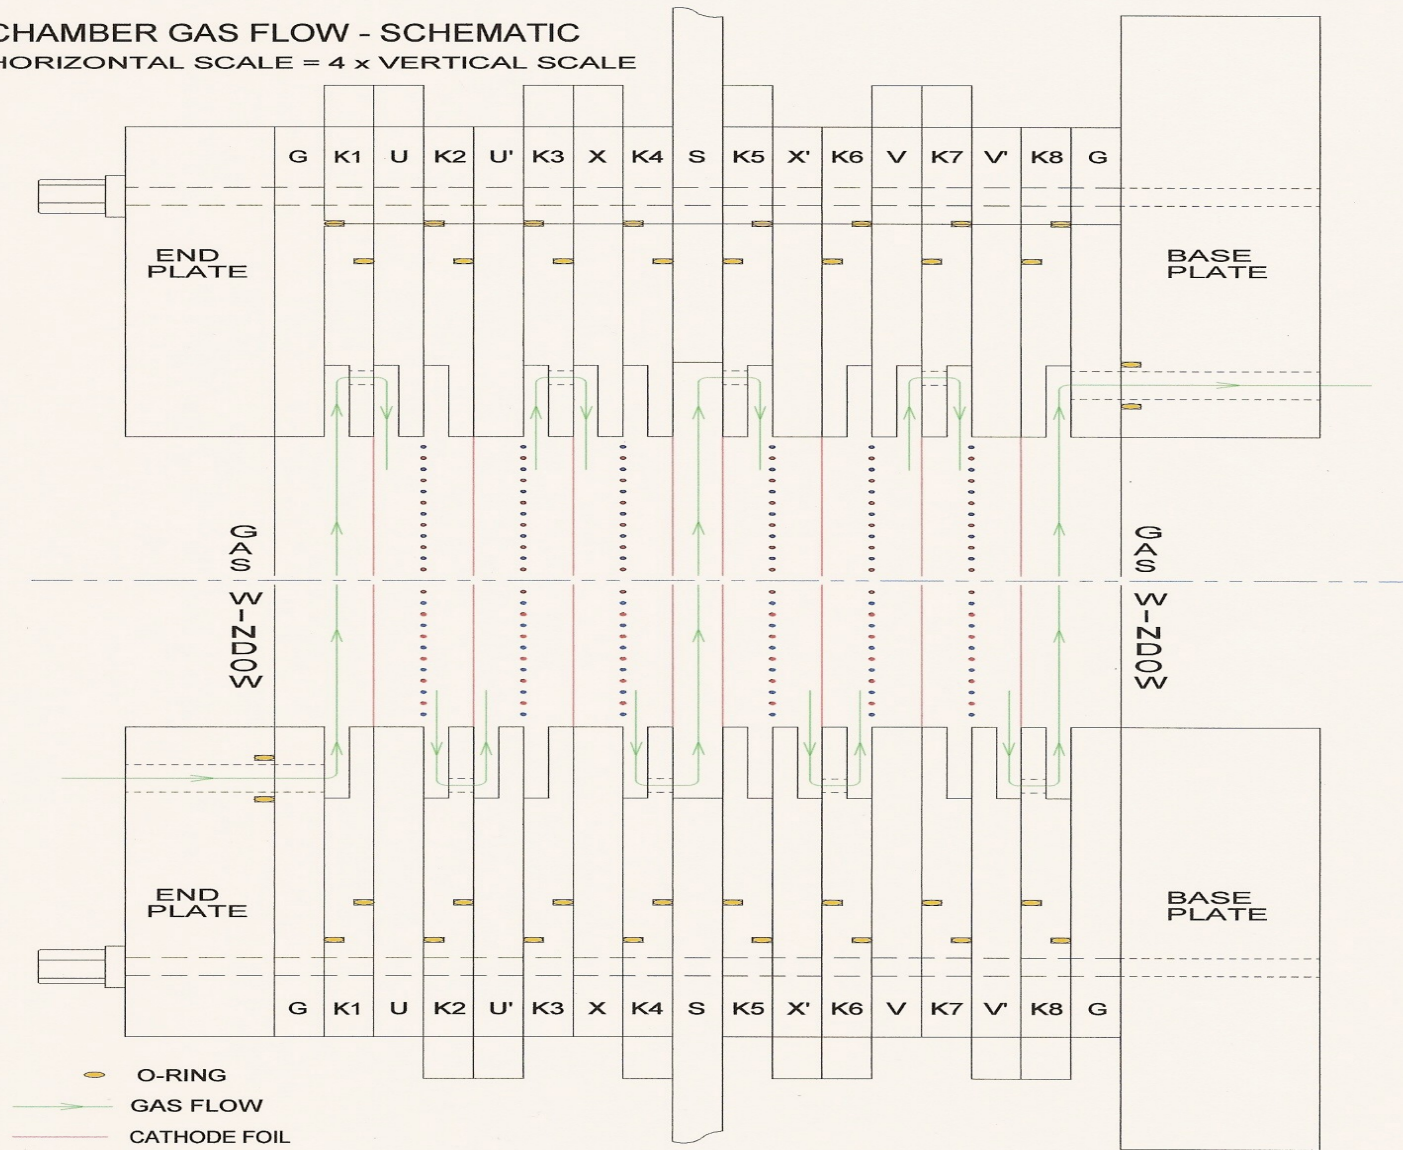 CHAMBER GAS FLOW - SCHEMATIC
HORIZONTAL SCALE = 4 x VERTICAL SCALE
G K1 U K2 U' K3 X K4 S K5 X' K6 V K7 V' K8 G
END
PLATE
BASE
PLATE
GAS
WINDOW
GAS
WINDOW
END
PLATE
BASE
PLATE
G K1 U K2 U' K3 X K4 S K5 X' K6 V K7 V' K8 G
O-RING
GAS FLOW
CATHODE FOIL